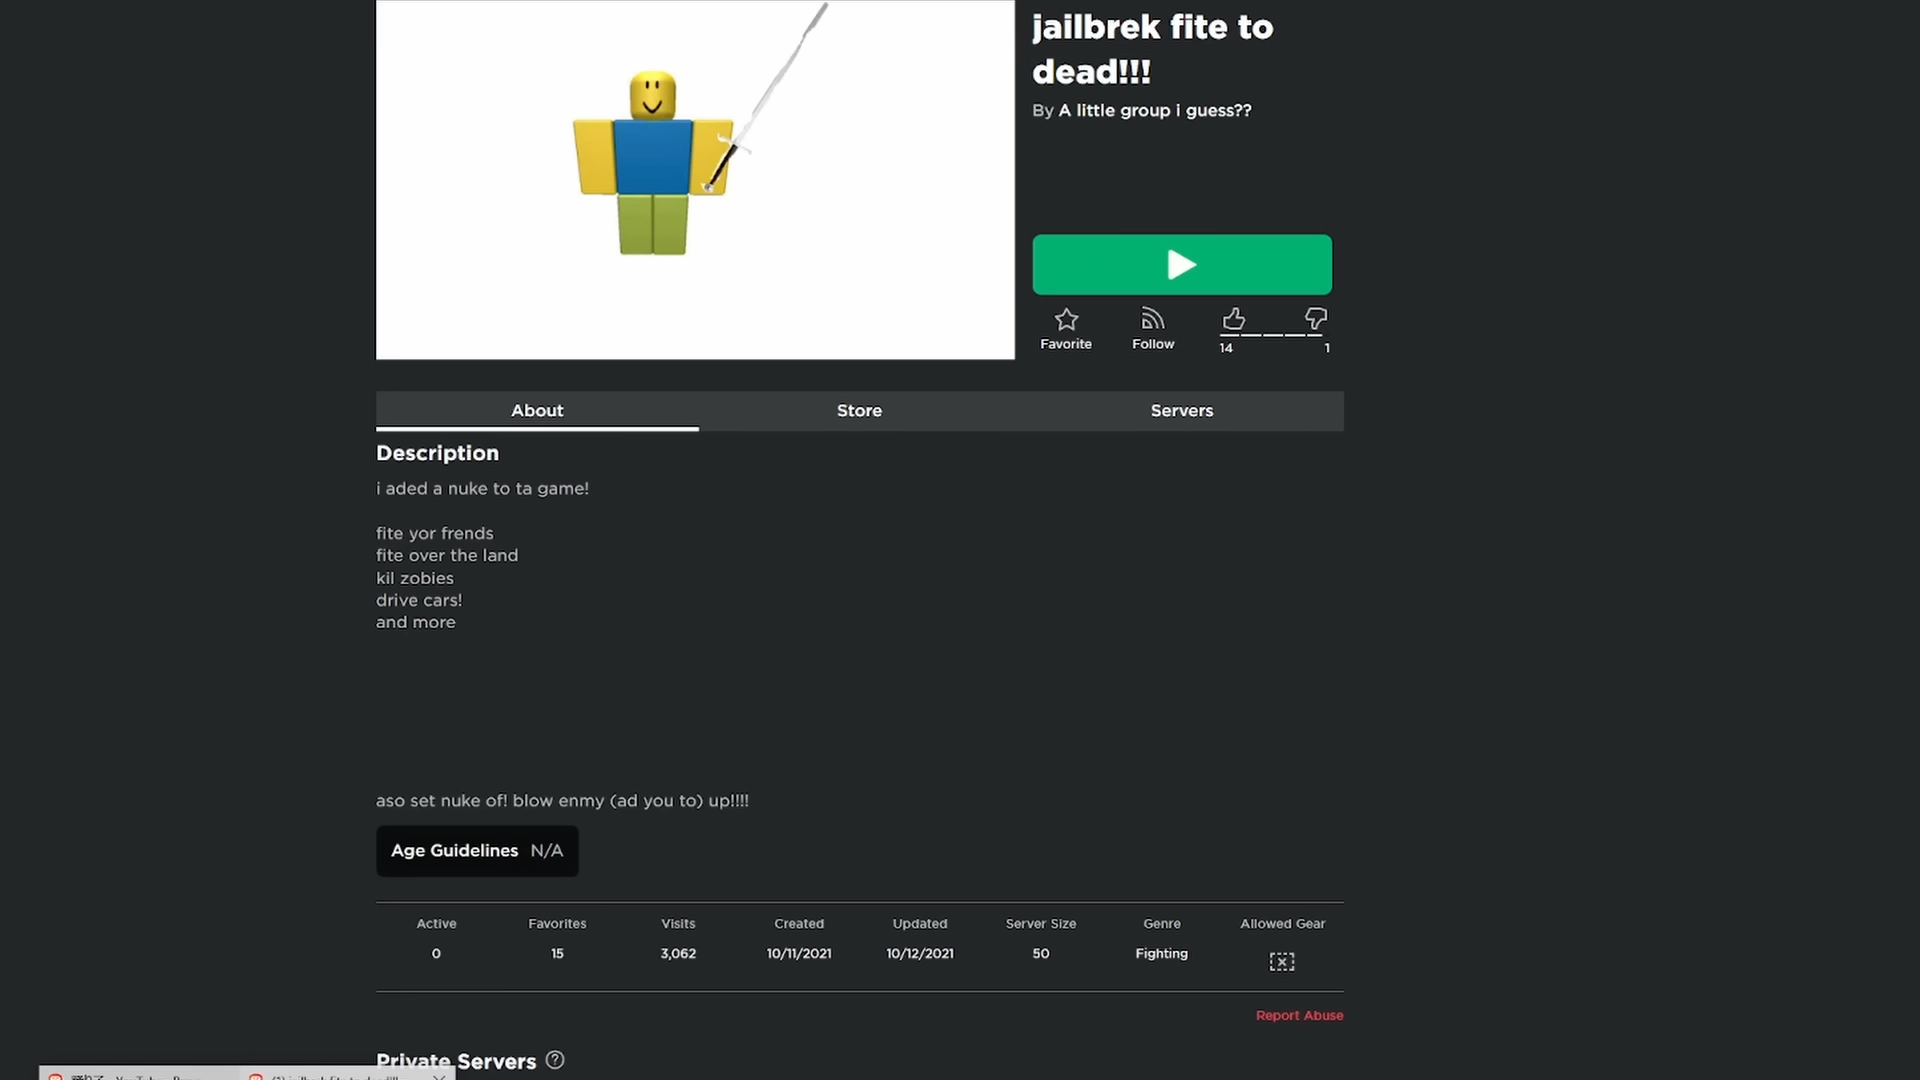 jailbrek fite to
dead!!!
By A little group i guess??
Favorite
Follow
14
1
About
Store
Servers
Description
i aded a nuke to ta game!
fite yor frends
fite over the land
kil zobies
drive cars!
and more
aso set nuke of! blow enmy (ad you to) up!!!!
Age Guidelines N/A
Active
Favorites
Visits
Created
Updated
Server Size
Genre
Allowed Gear
0
15
3,062
10/11/2021
10/12/2021
50
Fighting
Report Abuse
Private Servers